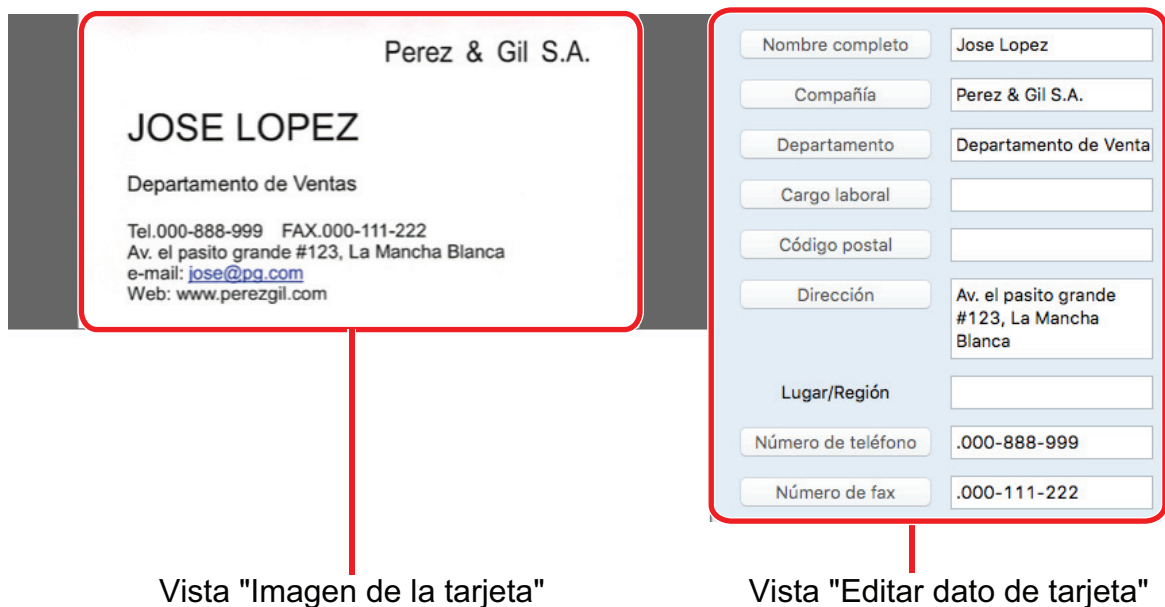 Perez & Gil S.A.
JOSE LOPEZ
Departamento de Ventas
Tel.000-888-999 FAX.000-111-222
Av. el pasito grande #123, La Mancha Blanca
e-mail: jose@pg.com
Web: www.perezgil.com
Nombre completo Jose Lopez
Compañía Perez & Gil S.A.
Departamento Departamento de Venta
Cargo laboral
Código postal
Dirección Av. el pasito grande
#123, La Mancha
Blanca
Lugar/Región
Número de teléfono .000-888-999
Número de fax .000-111-222
Vista "Imagen de la tarjeta"
Vista "Editar dato de tarjeta"